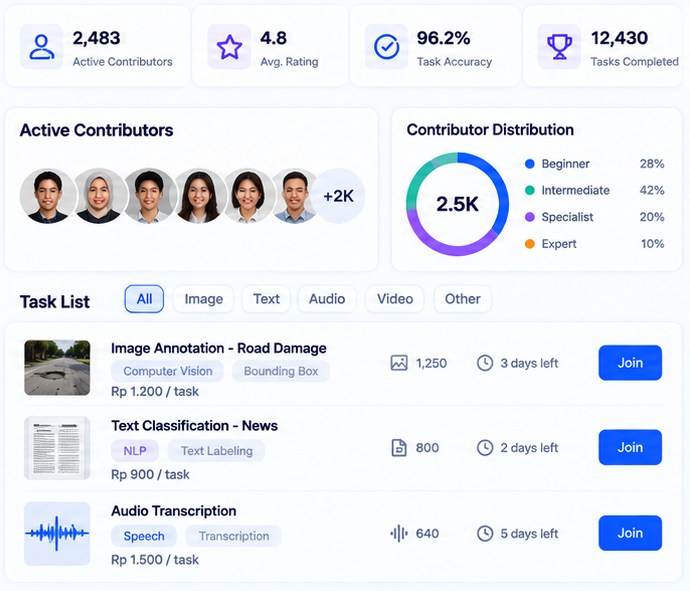 2,483
Active Contributors
4.8
Avg. Rating
96.2%
Task Accuracy
12,430
Tasks Completed
Active Contributors
+2K
Contributor Distribution
2.5K
Beginner 28%
Intermediate 42%
Specialist 20%
Expert 10%
Task List
All Image Text Audio Video Other
Image Annotation - Road Damage
Computer Vision Bounding Box
Rp 1.200 / task
1,250 3 days left Join
Text Classification - News
NLP Text Labeling
Rp 900 / task
800 2 days left Join
Audio Transcription
Speech Transcription
Rp 1.500 / task
640 5 days left Join